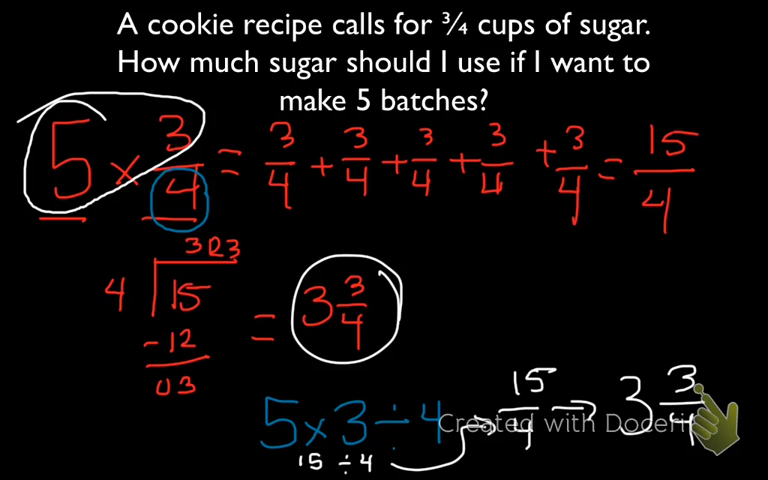 A cookie recipe calls for ¾ cups of sugar.
How much sugar should I use if I want to
make 5 batches?
5 × 3/4 = 3/4 + 3/4 + 3/4 + 3/4 + 3/4 = 15/4
3R3
4 15
-12
03
= 3 3/4
5 × 3 ÷ 4 → 15/4 → 3 3/4
15 ÷ 4
Created with Doceri